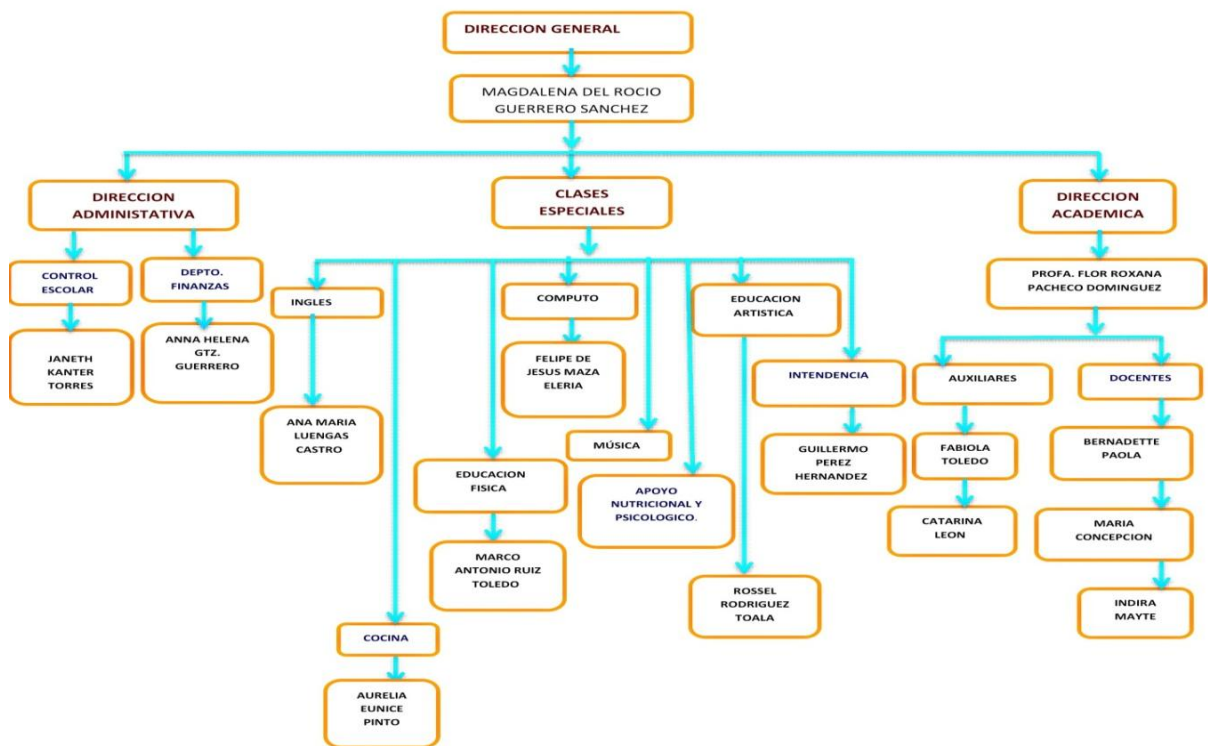 DIRECCION GENERAL
MAGDALENA DEL ROCIO
GUERRERO SANCHEZ
DIRECCION
ADMINISTATIVA
CLASES
ESPECIALES
DIRECCION
ACADEMICA
CONTROL
ESCOLAR
DEPTO.
FINANZAS
INGLES
COMPUTO
EDUCACION
ARTISTICA
PROFA. FLOR ROXANA
PACHECO DOMINGUEZ
JANETH
KANTER
TORRES
ANNA HELENA
GTZ.
GUERRERO
FELIPE DE
JESUS MAZA
ELERIA
INTENDENCIA
AUXILIARES
DOCENTES
ANA MARIA
LUENGAS
CASTRO
MÚSICA
GUILLERMO
PEREZ
HERNANDEZ
FABIOLA
TOLEDO
BERNADETTE
PAOLA
EDUCACION
FISICA
APOYO
NUTRICIONAL Y
PSICOLOGICO.
CATARINA
LEON
MARIA
CONCEPCION
MARCO
ANTONIO RUIZ
TOLEDO
ROSSEL
RODRIGUEZ
TOALA
INDIRA
MAYTE
COCINA
AURELIA
EUNICE
PINTO